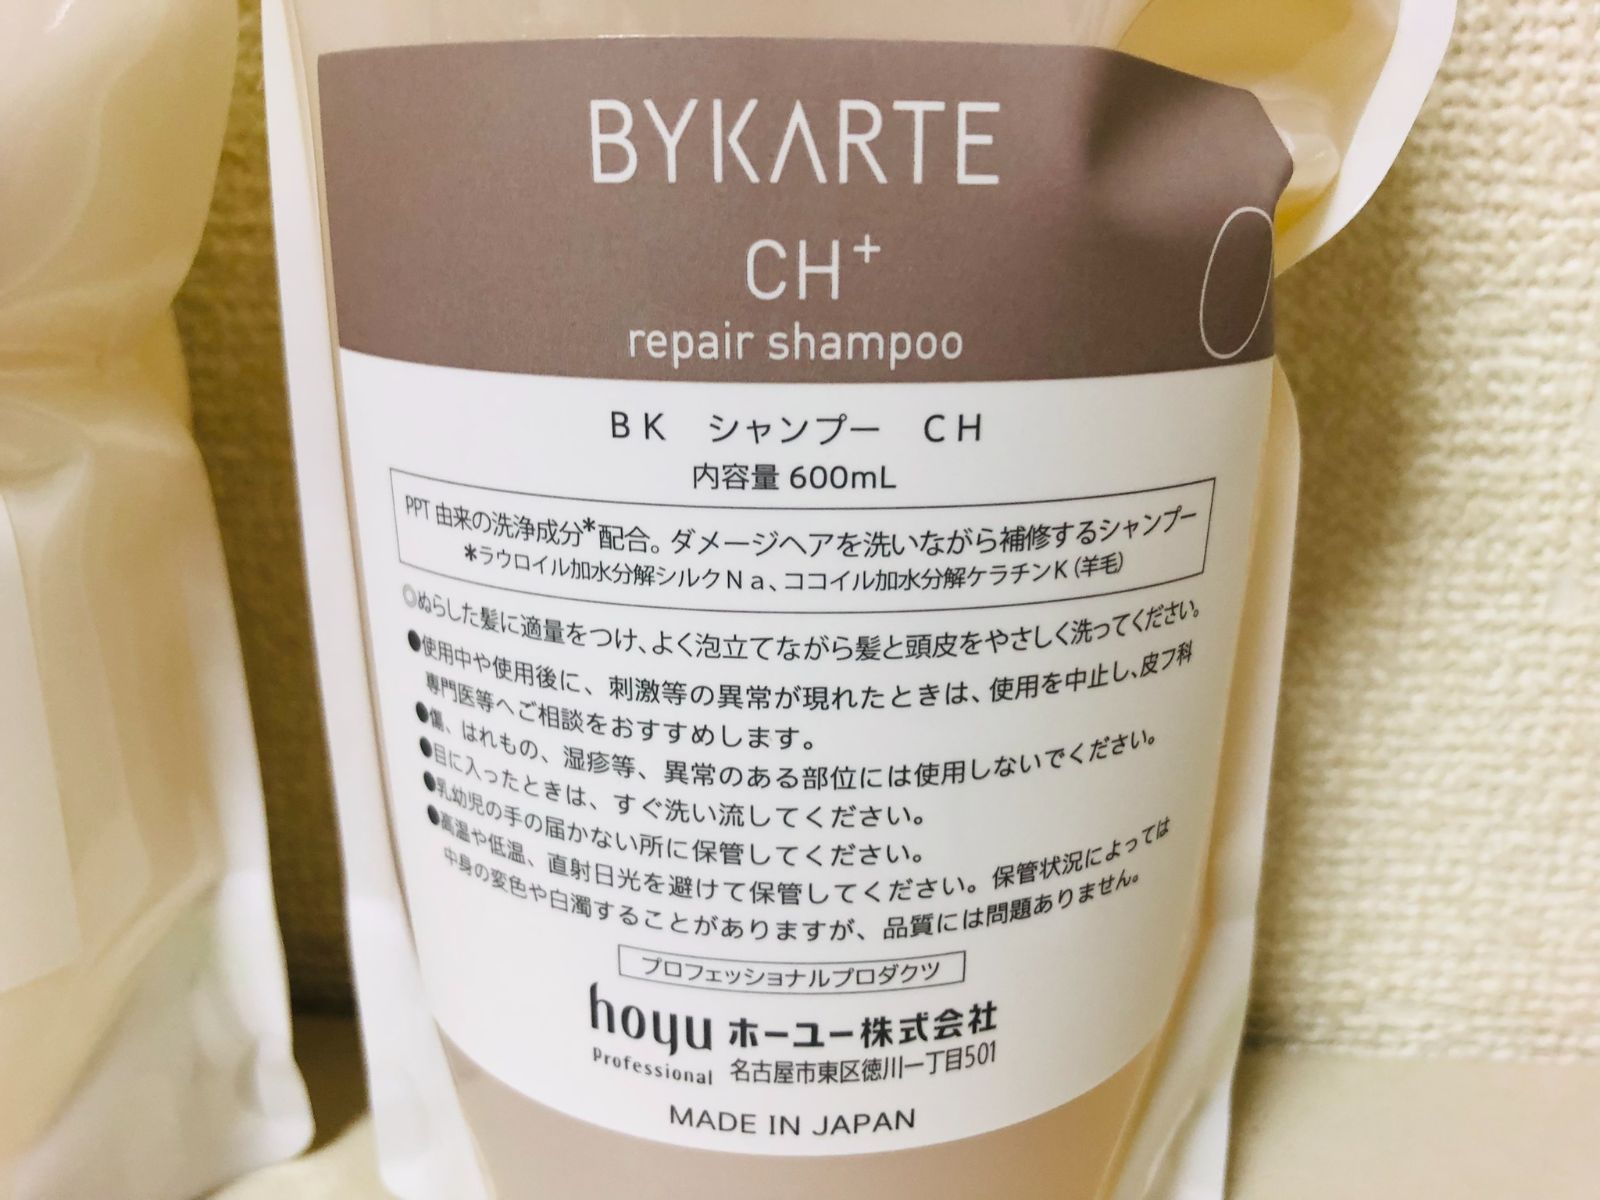 BYKARTE
CH+
repair shampoo
BK　シャンプー　CH
内容量 600mL
PPT 由来の洗浄成分*配合。ダメージヘアを洗いながら補修するシャンプー
*ラウロイル加水分解シルクNa、ココイル加水分解ケラチンK(羊毛)
◎ぬらした髪に適量をつけ、よく泡立てながら髪と頭皮をやさしく洗ってください。
●使用中や使用後に、刺激等の異常が現れたときは、使用を中止し、皮フ科
専門医等へご相談をおすすめします。
●傷、はれもの、湿疹等、異常のある部位には使用しないでください。
●目に入ったときは、すぐ洗い流してください。
●乳幼児の手の届かない所に保管してください。
●高温や低温、直射日光を避けて保管してください。保管状況によっては
中身の変色や白濁することがありますが、品質には問題ありません。
プロフェッショナルプロダクツ
hoyu ホーユー株式会社
Professional 名古屋市東区徳川一丁目501
MADE IN JAPAN